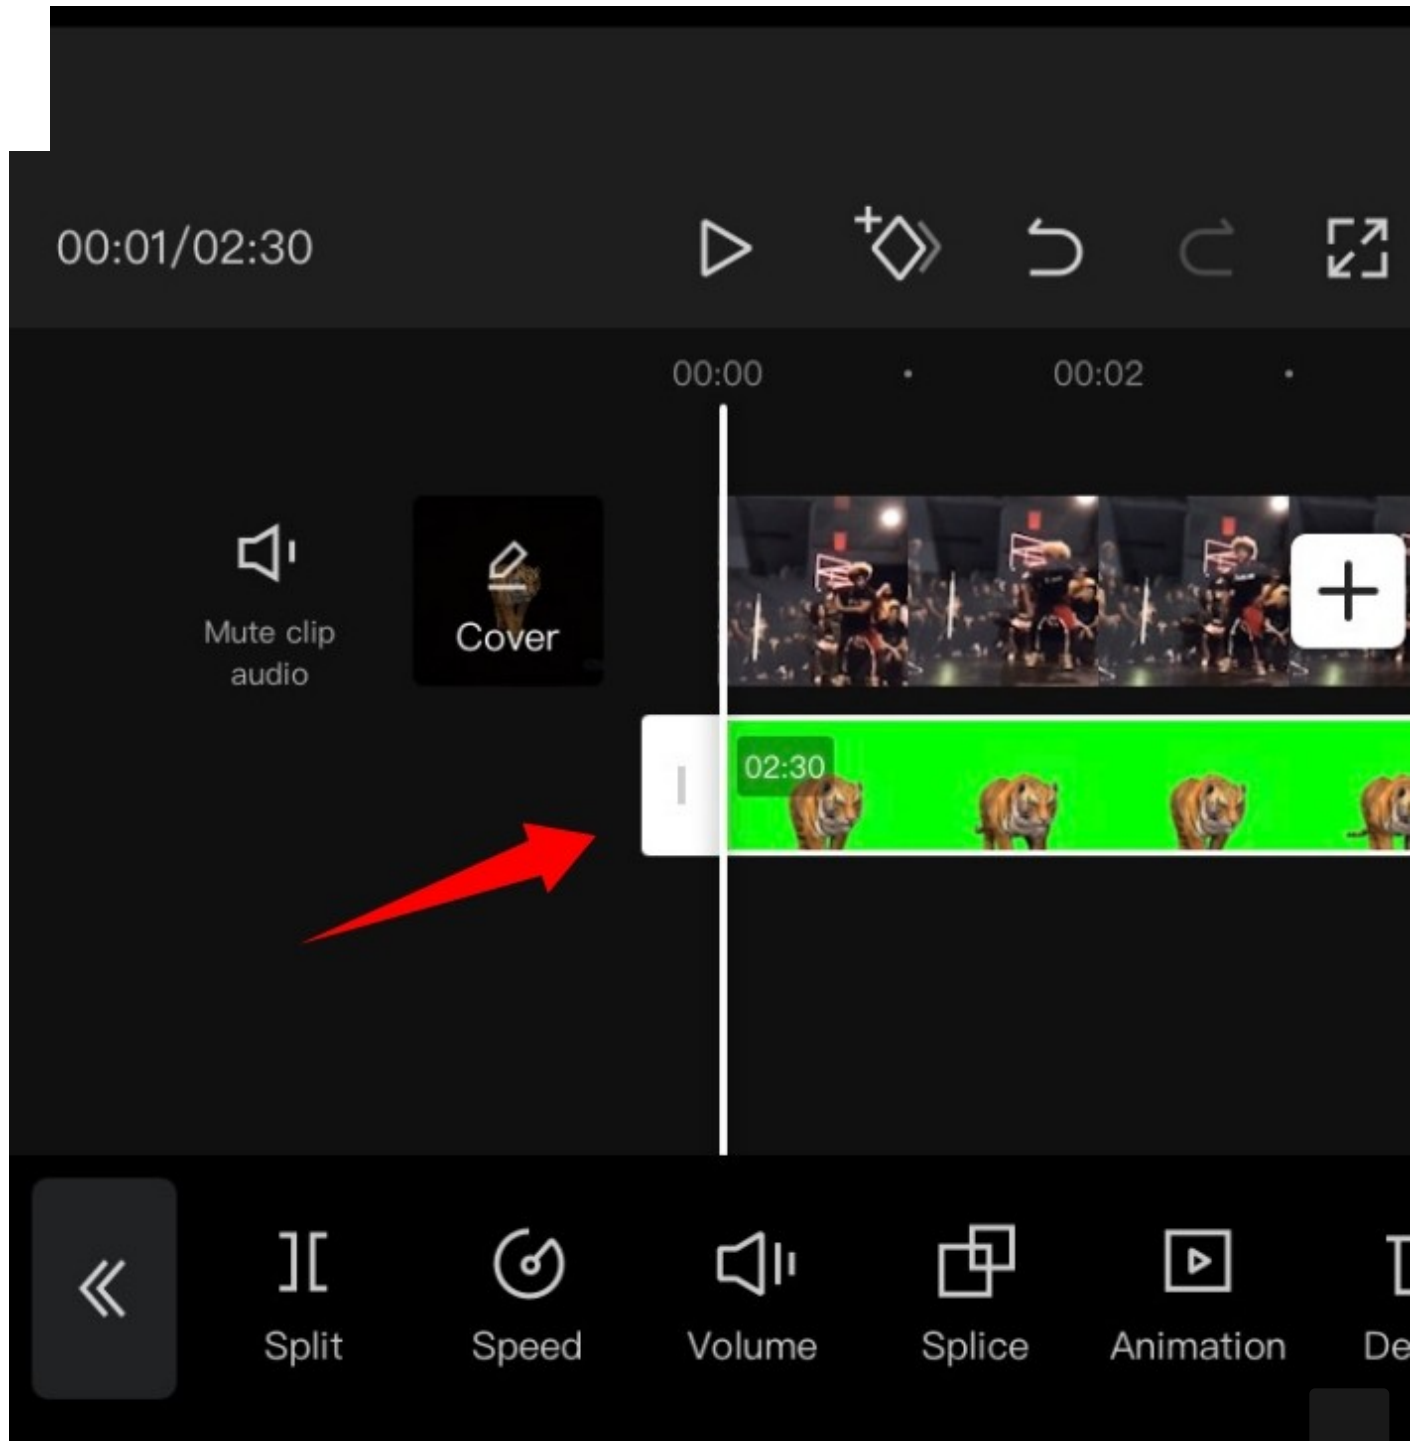 00:01/02:30
00:00
00:02
Mute clip
audio
Cover
02:30
Split
Speed
Volume
Splice
Animation
De